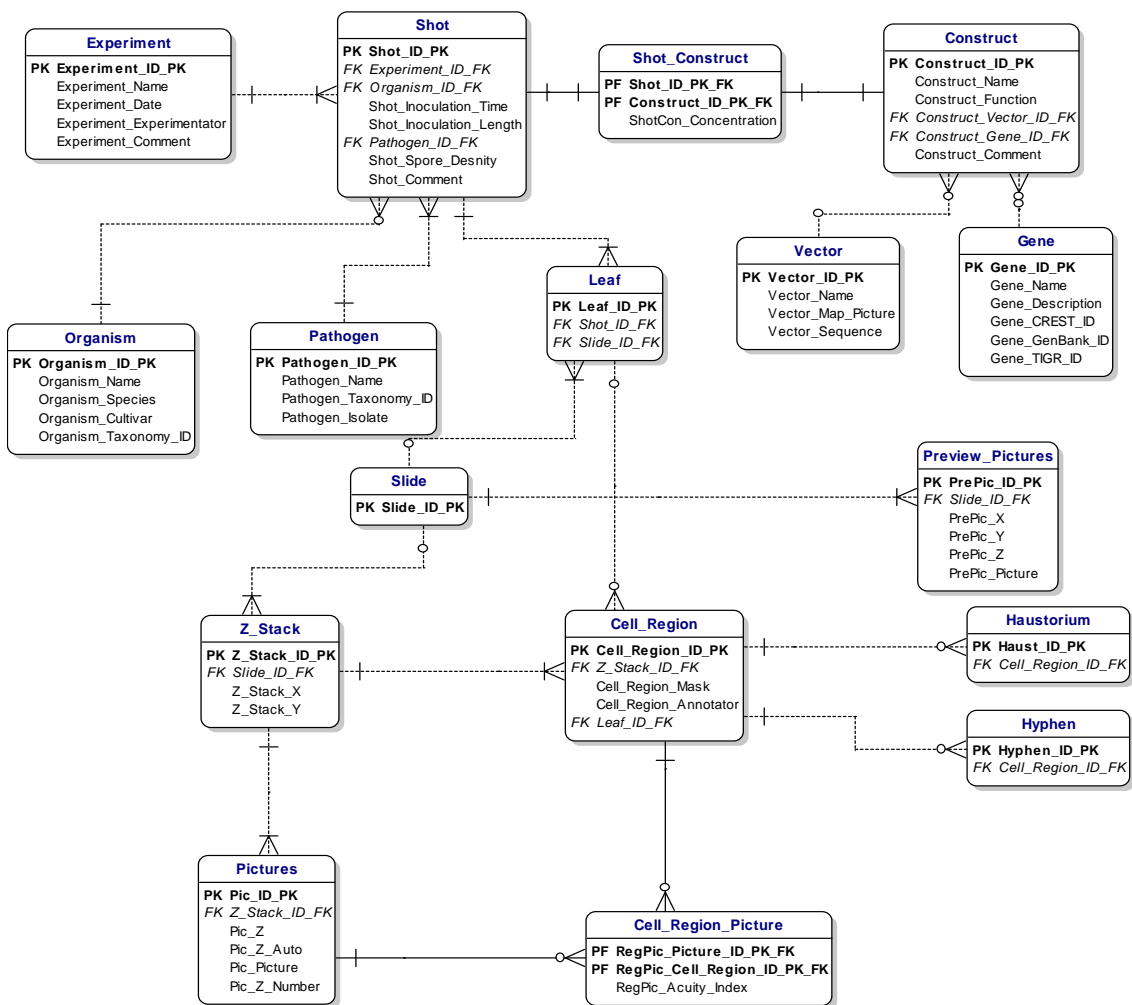 Experiment
PK Experiment_ID_PK
Experiment_Name
Experiment_Date
Experiment_Experimentator
Experiment_Comment
Shot
PK Shot_ID_PK
FK Experiment_ID_FK
FK Organism_ID_FK
Shot_Inoculation_Time
Shot_Inoculation_Length
FK Pathogen_ID_FK
Shot_Spore_Desnity
Shot_Comment
Shot_Construct
PF Shot_ID_PK_FK
PF Construct_ID_PK_FK
ShotCon_Concentration
Construct
PK Construct_ID_PK
Construct_Name
Construct_Function
FK Construct_Vector_ID_FK
FK Construct_Gene_ID_FK
Construct_Comment
Vector
PK Vector_ID_PK
Vector_Name
Vector_Map_Picture
Vector_Sequence
Gene
PK Gene_ID_PK
Gene_Name
Gene_Description
Gene_CREST_ID
Gene_GenBank_ID
Gene_TIGR_ID
Leaf
PK Leaf_ID_PK
FK Shot_ID_FK
FK Slide_ID_FK
Organism
PK Organism_ID_PK
Organism_Name
Organism_Species
Organism_Cultivar
Organism_Taxonomy_ID
Pathogen
PK Pathogen_ID_PK
Pathogen_Name
Pathogen_Taxonomy_ID
Pathogen_Isolate
Slide
PK Slide_ID_PK
Preview_Pictures
PK PrePic_ID_PK
FK Slide_ID_FK
PrePic_X
PrePic_Y
PrePic_Z
PrePic_Picture
Z_Stack
PK Z_Stack_ID_PK
FK Slide_ID_FK
Z_Stack_X
Z_Stack_Y
Cell_Region
PK Cell_Region_ID_PK
FK Z_Stack_ID_FK
Cell_Region_Mask
Cell_Region_Annotator
FK Leaf_ID_FK
Haustorium
PK Haust_ID_PK
FK Cell_Region_ID_FK
Hyphen
PK Hyphen_ID_PK
FK Cell_Region_ID_FK
Pictures
PK Pic_ID_PK
FK Z_Stack_ID_FK
Pic_Z
Pic_Z_Auto
Pic_Picture
Pic_Z_Number
Cell_Region_Picture
PF RegPic_Picture_ID_PK_FK
PF RegPic_Cell_Region_ID_PK_FK
RegPic_Acuity_Index